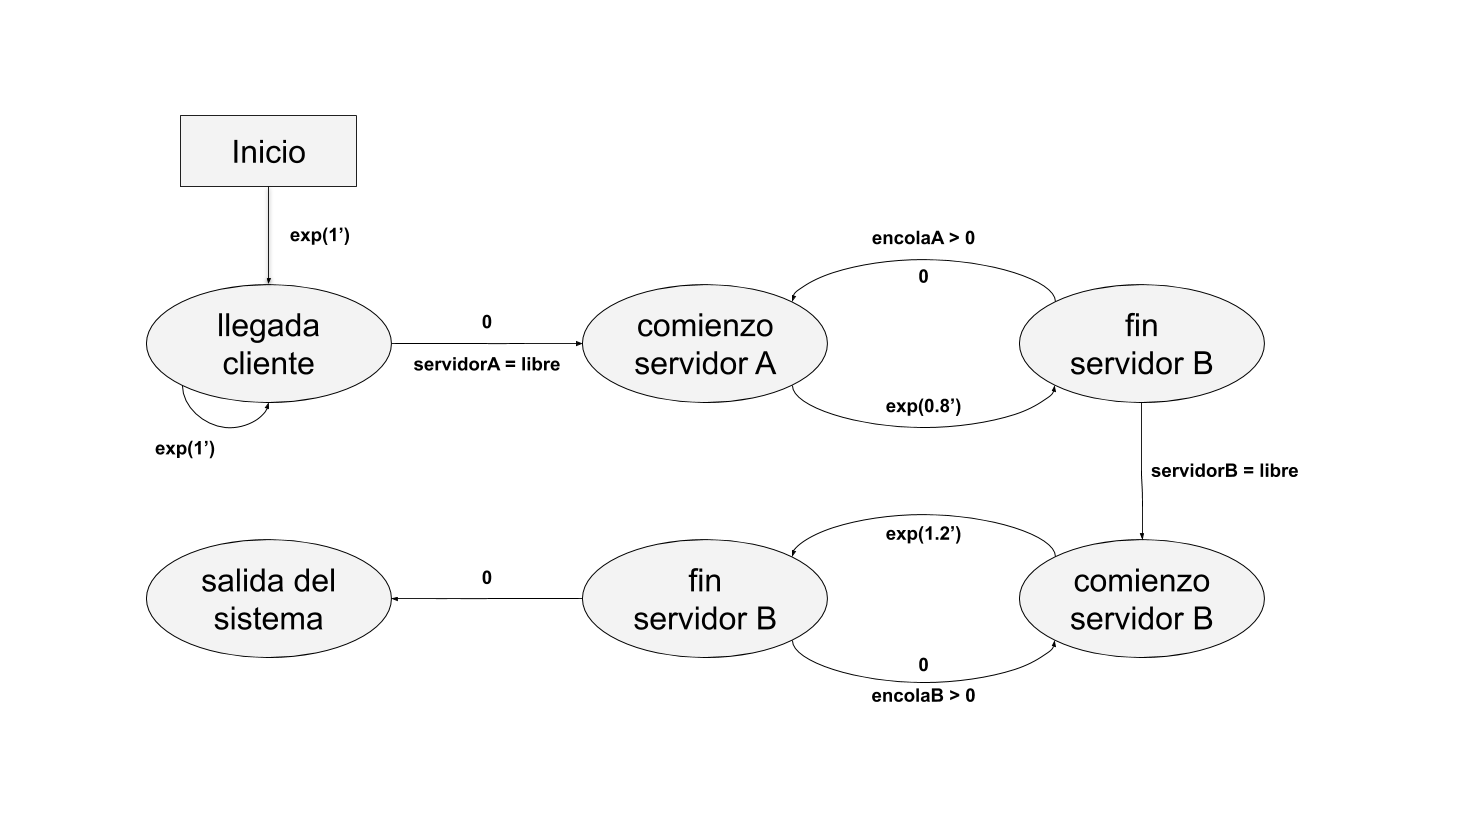 Inicio
exp(1’)
llegada
cliente
exp(1’)
0
servidorA = libre
comienzo
servidor A
encolaA > 0
0
exp(0.8’)
fin
servidor B
servidorB = libre
comienzo
servidor B
exp(1.2’)
0
encolaB > 0
fin
servidor B
0
salida del
sistema